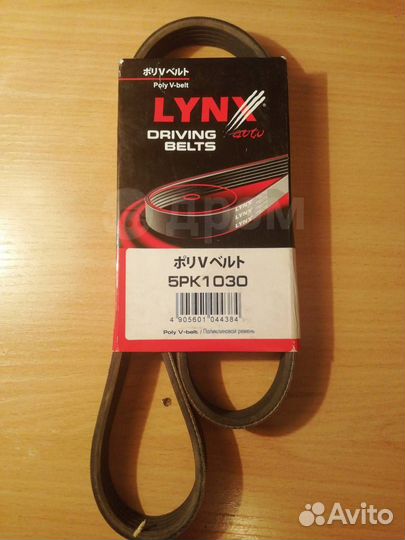 ポリVベルト
Poly V-belt
LYNX
auto
DRIVING
BELTS
LYNX
LYNX
LYNX
дром
ポリVベルト
5PK1030
4 905601 044384
Poly V-belt / Поликлиновой ремень
Avito